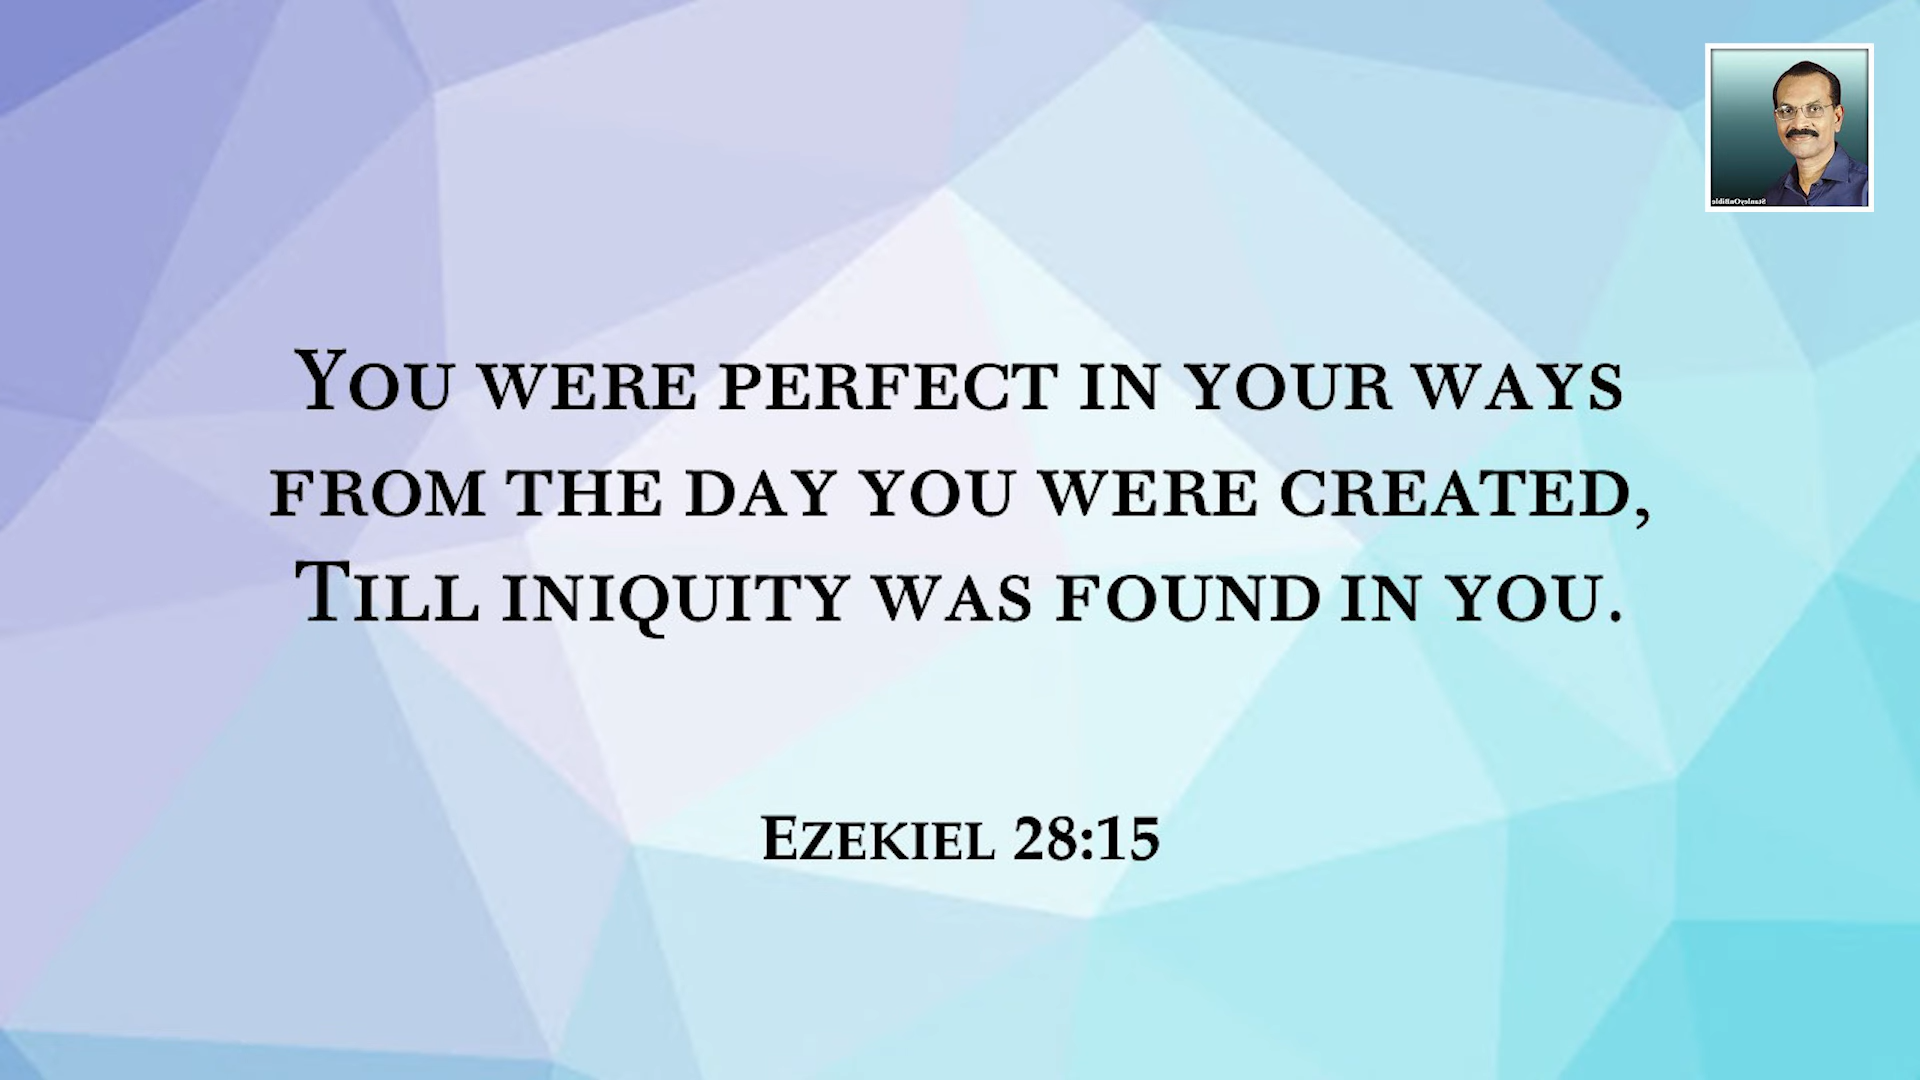 You were perfect in your ways
from the day you were created,
Till iniquity was found in you.
Ezekiel 28:15
StanleyOnBible